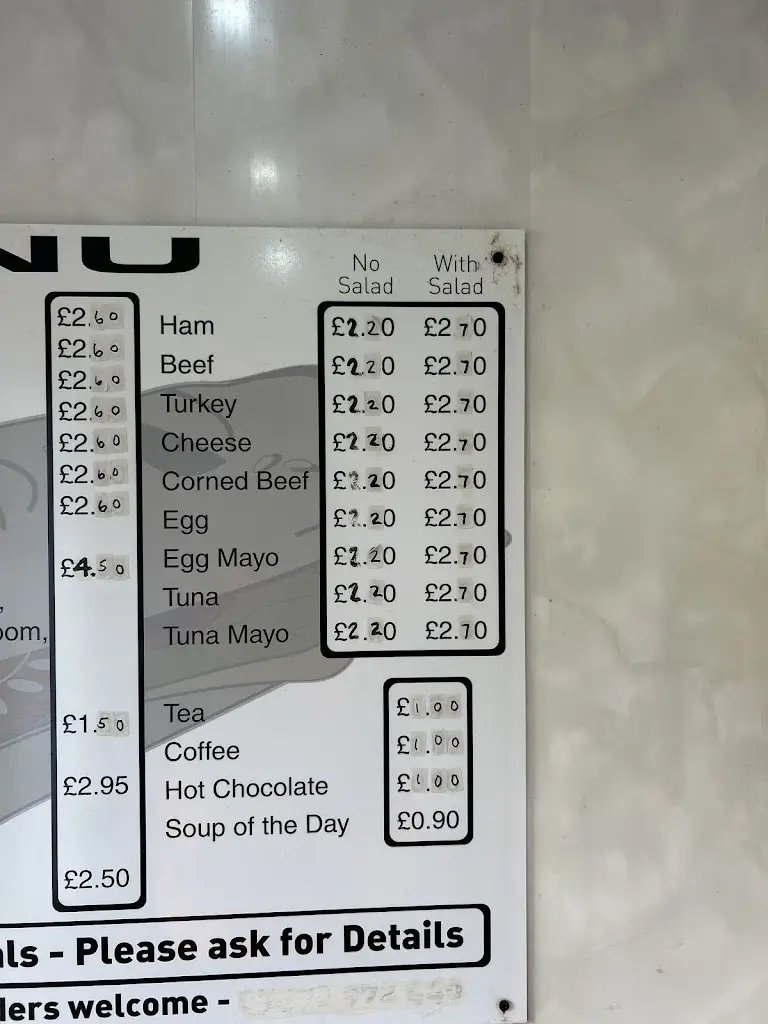 NU
No Salad With Salad
£2.60
£2.60
£2.60
£2.60
£2.60
£2.60
£2.60
£4.50
oom,
£1.50
£2.95
£2.50
Ham £2.20 £2.70
Beef £2.20 £2.70
Turkey £2.20 £2.70
Cheese £2.20 £2.70
Corned Beef £2.20 £2.70
Egg £2.20 £2.70
Egg Mayo £2.20 £2.70
Tuna £2.20 £2.70
Tuna Mayo £2.20 £2.70
Tea £1.00
Coffee £1.00
Hot Chocolate £1.00
Soup of the Day £0.90
als - Please ask for Details
ders welcome -